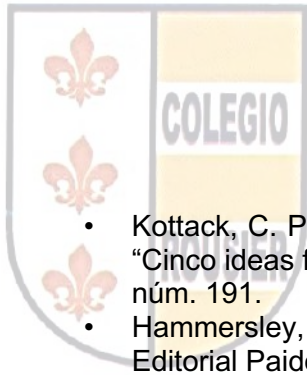 COLEGIO
• Kottack, C. P
“Cinco ideas f
núm. 191.
• Hammersley,
Editorial Paid